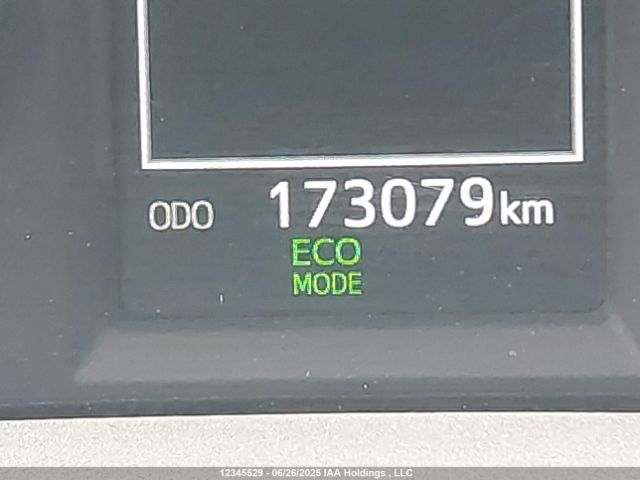 ODO 173079km
ECO
MODE
12345529 - 06/26/2025 IAA Holdings , LLC